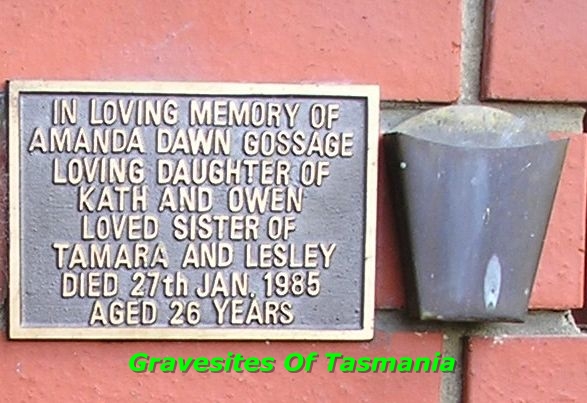 IN LOVING MEMORY OF
AMANDA DAWN GOSSAGE
LOVING DAUGHTER OF
KATH AND OWEN
LOVED SISTER OF
TAMARA AND LESLEY
DIED 27th JAN. 1985
AGED 26 YEARS
Gravesites Of Tasmania